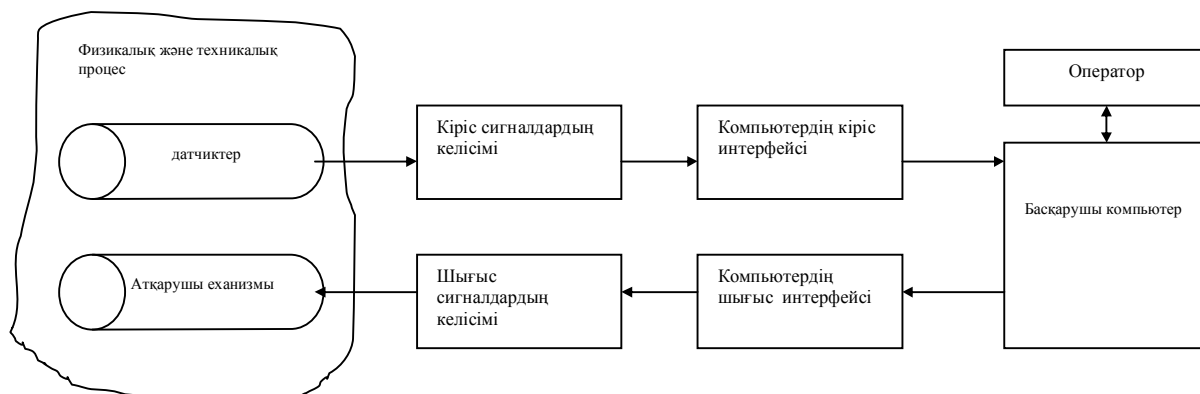 Физикалық және техникалық
процес
Оператор
Кіріс сигналдардың
келісімі
Компьютердің кіріс
интерфейсі
датчиктер
Басқарушы компьютер
Атқарушы еханизмы
Шығыс
сигналдардың
келісімі
Компьютердің
шығыс интерфейсі